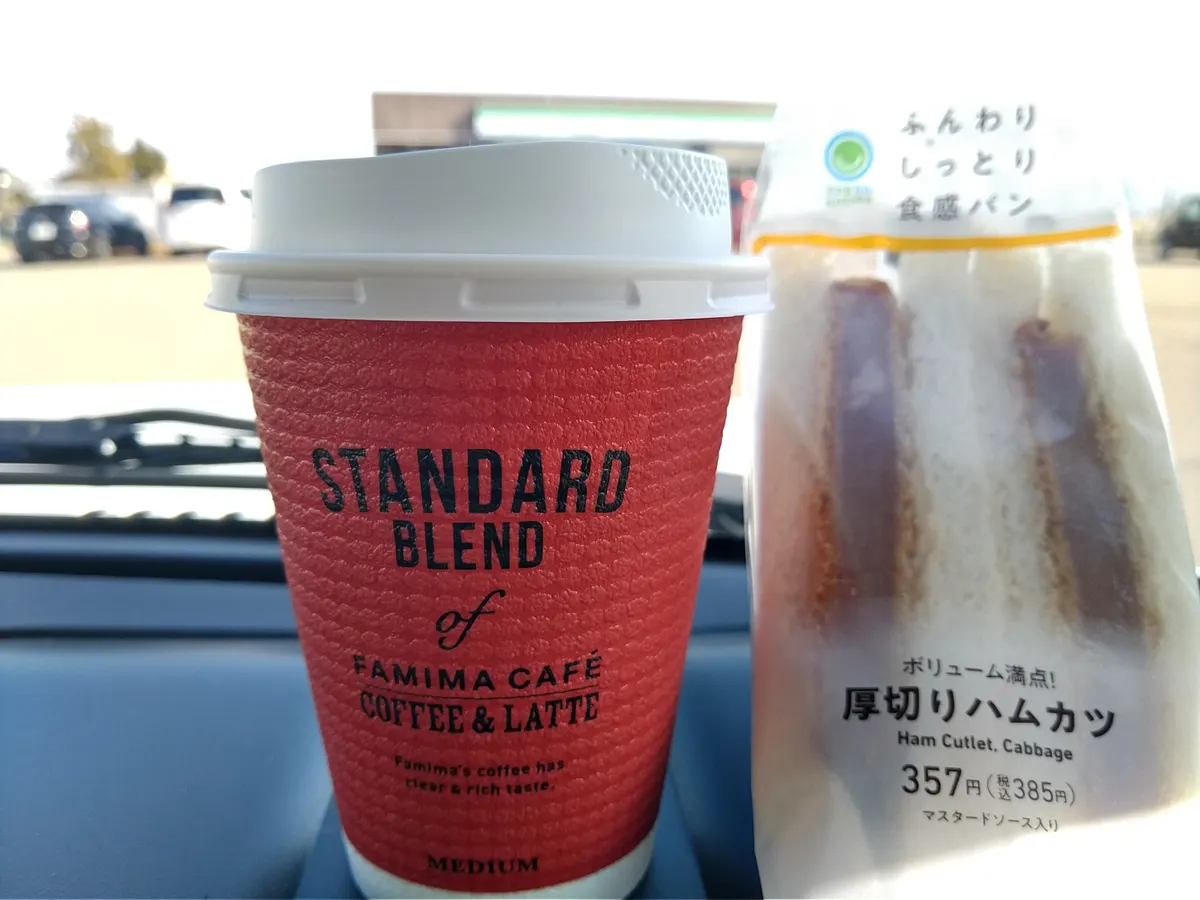 STANDARD
BLEND
of
FAMIMA CAFÉ
COFFEE & LATTE
Famima's coffee has
clear & rich taste.
MEDIUM
ふんわり
しっとり
食感パン
ボリューム満点!
厚切りハムカツ
Ham Cutlet, Cabbage
357円(税込385円)
マスタードソース入り